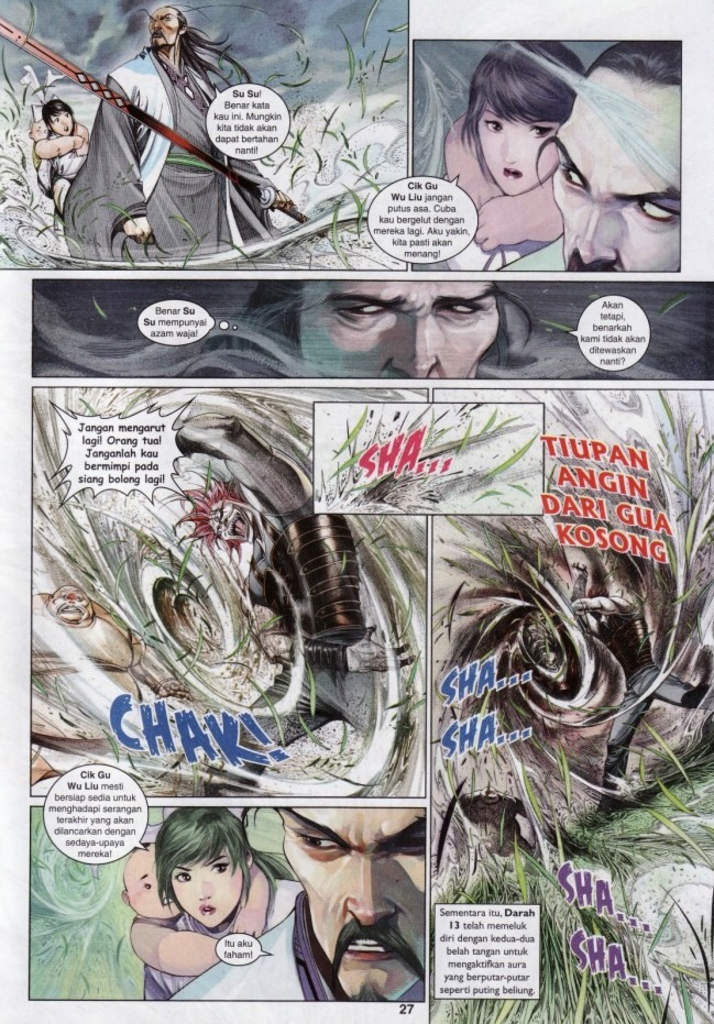 Su Su!
Benar kata
kau ini. Mungkin
kita tidak akan
dapat bertahan
nanti!
Cik Gu
Wu Liu jangan
putus asa. Cuba
kau bergelut dengan
mereka lagi. Aku yakin,
kita pasti akan
menang!
Benar Su
Su mempunyai
azam waja!
Akan
tetapi,
benarkah
kami tidak akan
ditewaskan
nanti?
Jangan mengarut
lagi! Orang tua!
Janganlah kau
bermimpi pada
siang bolong lagi!
SHA...
CHAK!
TIUPAN
ANGIN
DARI GUA
KOSONG
SHA...
SHA...
SHA...
SHA...
Sementara itu, Darah
13 telah memeluk
diri dengan kedua-dua
belah tangan untuk
mengaktifkan aura
yang berputar-putar
seperti puting beliung.
Cik Gu
Wu Liu mesti
bersiap sedia untuk
menghadapi serangan
terakhir yang akan
dilancarkan dengan
sedaya-upaya
mereka!
Itu aku
faham!
27